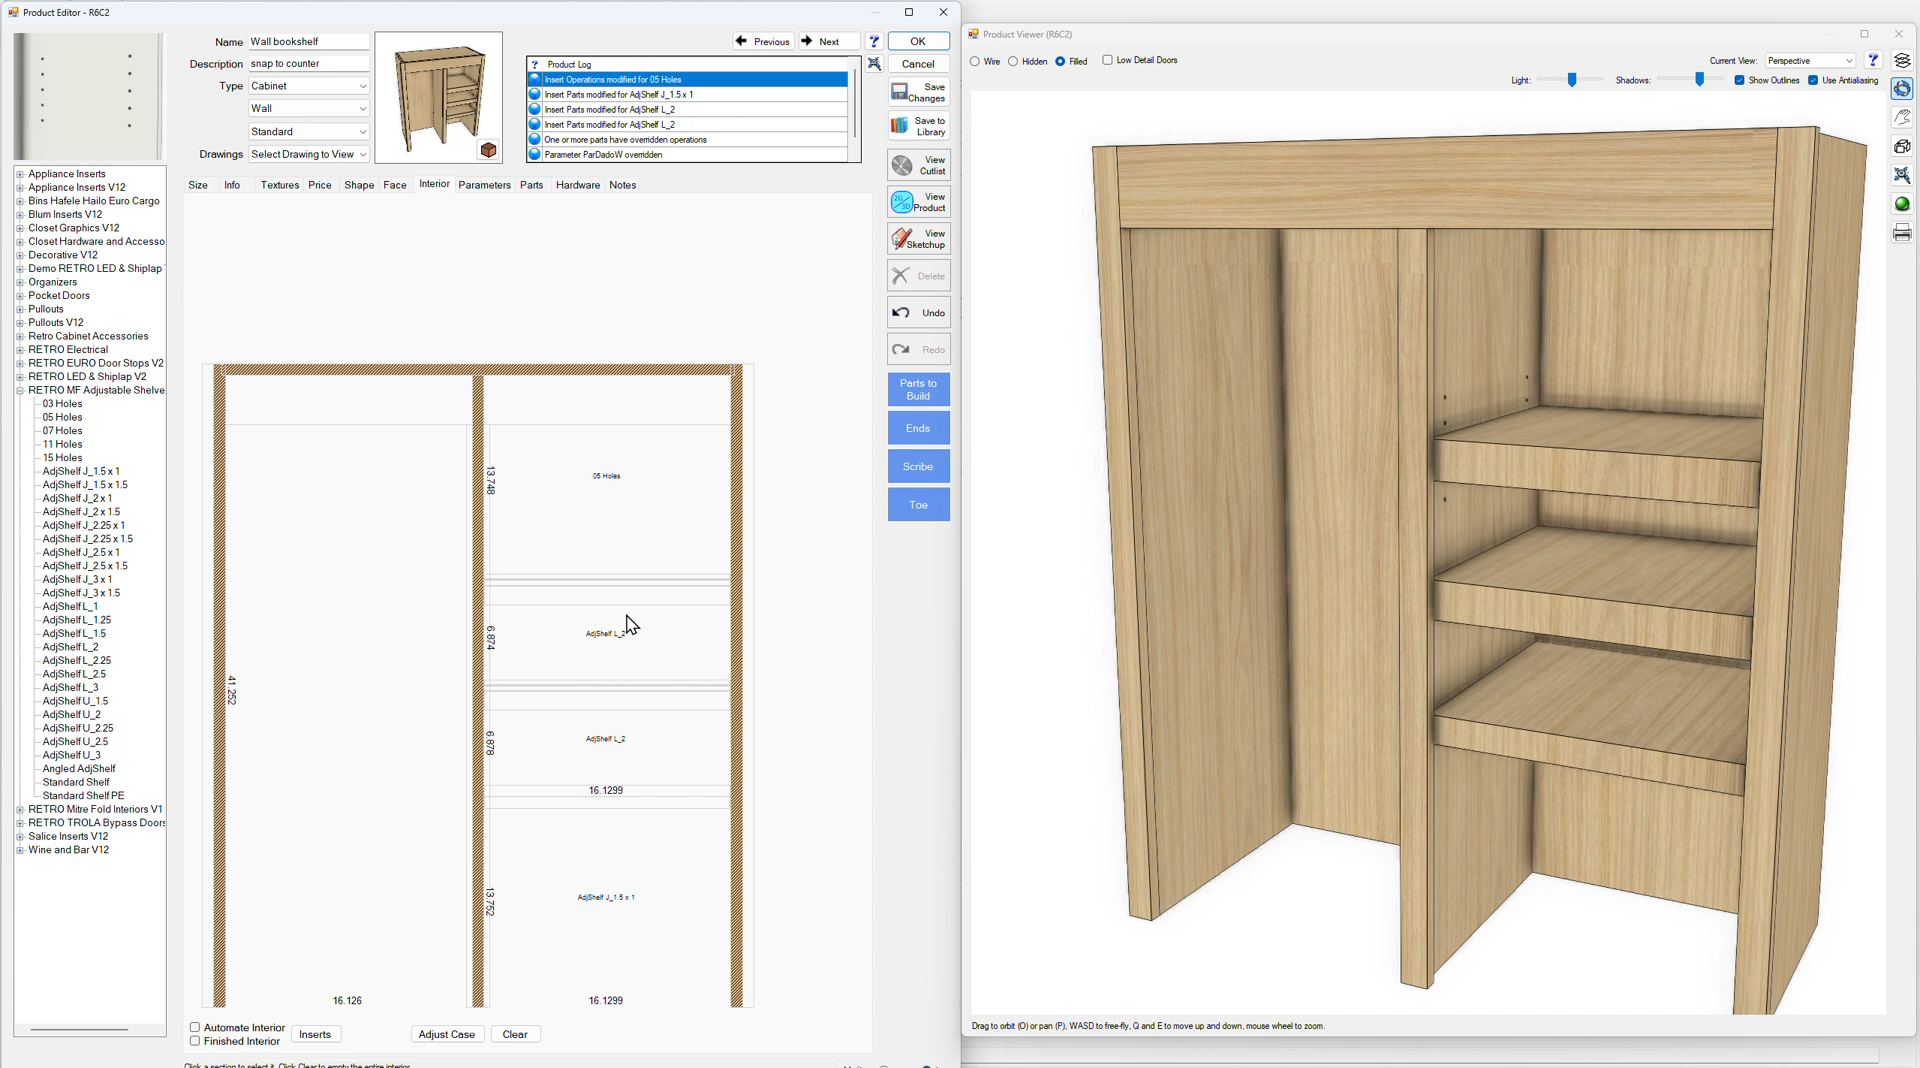 Product Editor - R6C2
Name Wall bookshelf
Description snap to counter
Type Cabinet
Wall
Standard
Drawings Select Drawing to View
Previous
Next
?
OK
Cancel
Save Changes
Save to Library
View Cutlist
View Product
View Sketchup
Delete
Undo
Redo
Parts to Build
Ends
Scribe
Toe
? Product Log
Insert Operations modified for 05 Holes
Insert Parts modified for AdjShelf J_1.5 x 1
Insert Parts modified for AdjShelf L_2
Insert Parts modified for AdjShelf L_2
One or more parts have overridden operations
Parameter ParDadoW overridden
Size Info Textures Price Shape Face Interior Parameters Parts Hardware Notes
Appliance Inserts
Appliance Inserts V12
Bins Hafele Hailo Euro Cargo
Blum Inserts V12
Closet Graphics V12
Closet Hardware and Accesso
Decorative V12
Demo RETRO LED & Shiplap
Organizers
Pocket Doors
Pullouts
Pullouts V12
Retro Cabinet Accessories
RETRO Electrical
RETRO EURO Door Stops V2
RETRO LED & Shiplap V2
RETRO MF Adjustable Shelve
03 Holes
05 Holes
07 Holes
11 Holes
15 Holes
AdjShelf J_1.5 x 1
AdjShelf J_1.5 x 1.5
AdjShelf J_2 x 1
AdjShelf J_2 x 1.5
AdjShelf J_2.25 x 1
AdjShelf J_2.25 x 1.5
AdjShelf J_2.5 x 1
AdjShelf J_2.5 x 1.5
AdjShelf J_3 x 1
AdjShelf J_3 x 1.5
AdjShelf L_1
AdjShelf L_1.25
AdjShelf L_1.5
AdjShelf L_2
AdjShelf L_2.25
AdjShelf L_2.5
AdjShelf L_3
AdjShelf U_1.5
AdjShelf U_2
AdjShelf U_2.25
AdjShelf U_2.5
AdjShelf U_3
Angled AdjShelf
Standard Shelf
Standard Shelf PE
RETRO Mitre Fold Interiors V1
RETRO TROLA Bypass Doors
Salice Inserts V12
Wine and Bar V12
13.748
05 Holes
6.874
AdjShelf L_2
41.252
6.878
AdjShelf L_2
16.1299
13.752
AdjShelf J_1.5 x 1
16.126
16.1299
Automate Interior
Finished Interior
Inserts
Adjust Case
Clear
Click a section to select it. Click Clear to empty the entire interior.
Product Viewer (R6C2)
Wire Hidden Filled Low Detail Doors
Current View: Perspective ?
Light: Shadows: Show Outlines Use Antialiasing
Drag to orbit (O) or pan (P), WASD to free-fly, Q and E to move up and down, mouse wheel to zoom.